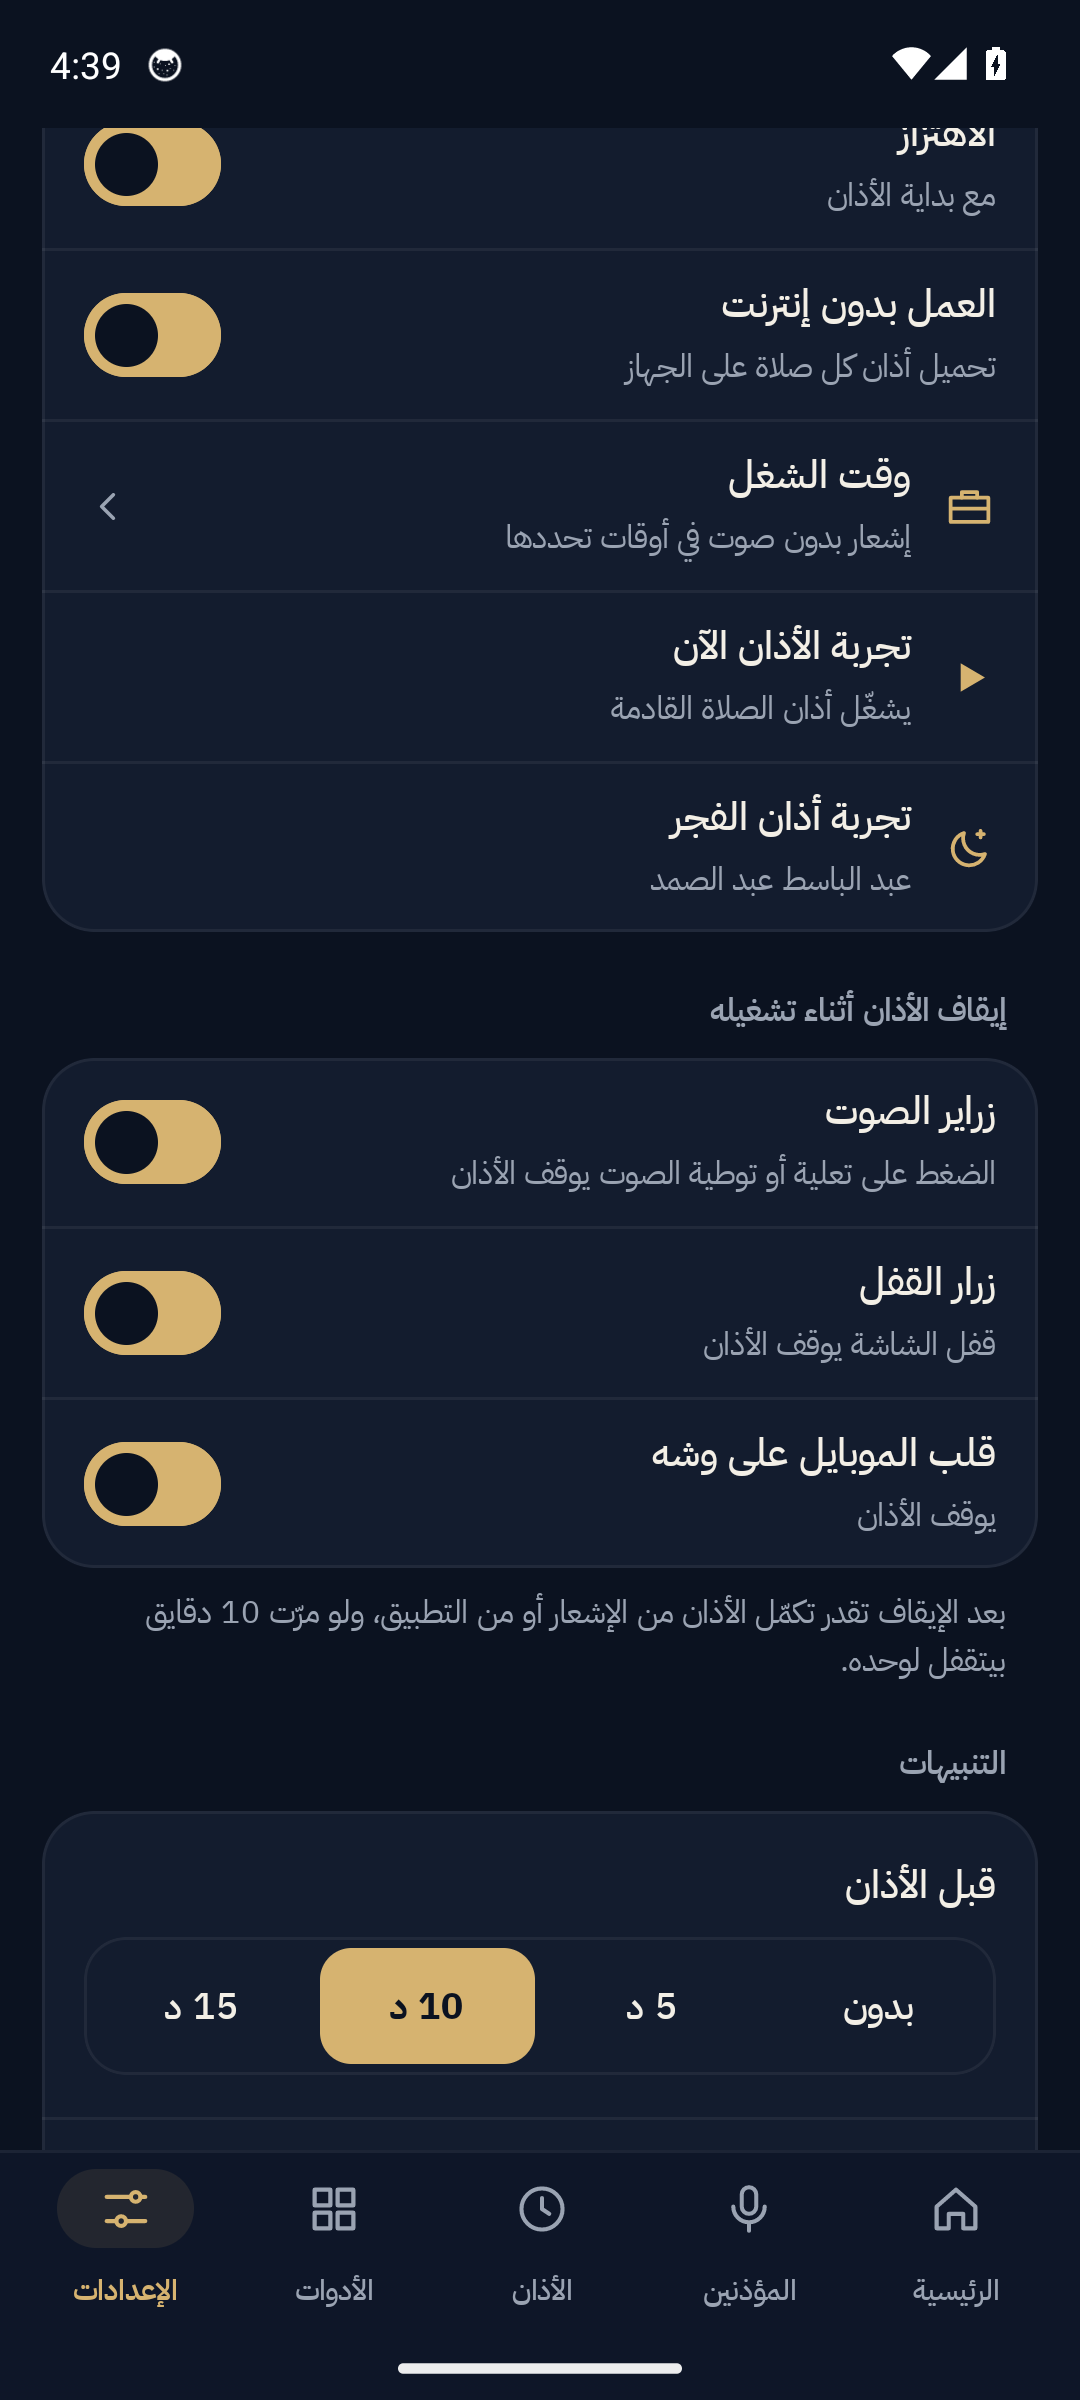 4:39
الاهتزاز
مع بداية الأذان
العمل بدون إنترنت
تحميل أذان كل صلاة على الجهاز
وقت الشغل
إشعار بدون صوت في أوقات تحددها
تجربة الأذان الآن
يشغّل أذان الصلاة القادمة
تجربة أذان الفجر
عبد الباسط عبد الصمد
إيقاف الأذان أثناء تشغيله
زراير الصوت
الضغط على تعلية أو توطية الصوت يوقف الأذان
زرار القفل
قفل الشاشة يوقف الأذان
قلب الموبايل على وشه
يوقف الأذان
بعد الإيقاف تقدر تكمّل الأذان من الإشعار أو من التطبيق، ولو مرّت 10 دقايق
بيتقفل لوحده.
التنبيهات
قبل الأذان
بدون
5 د
10 د
15 د
الرئيسية
المؤذنين
الأذان
الأدوات
الإعدادات